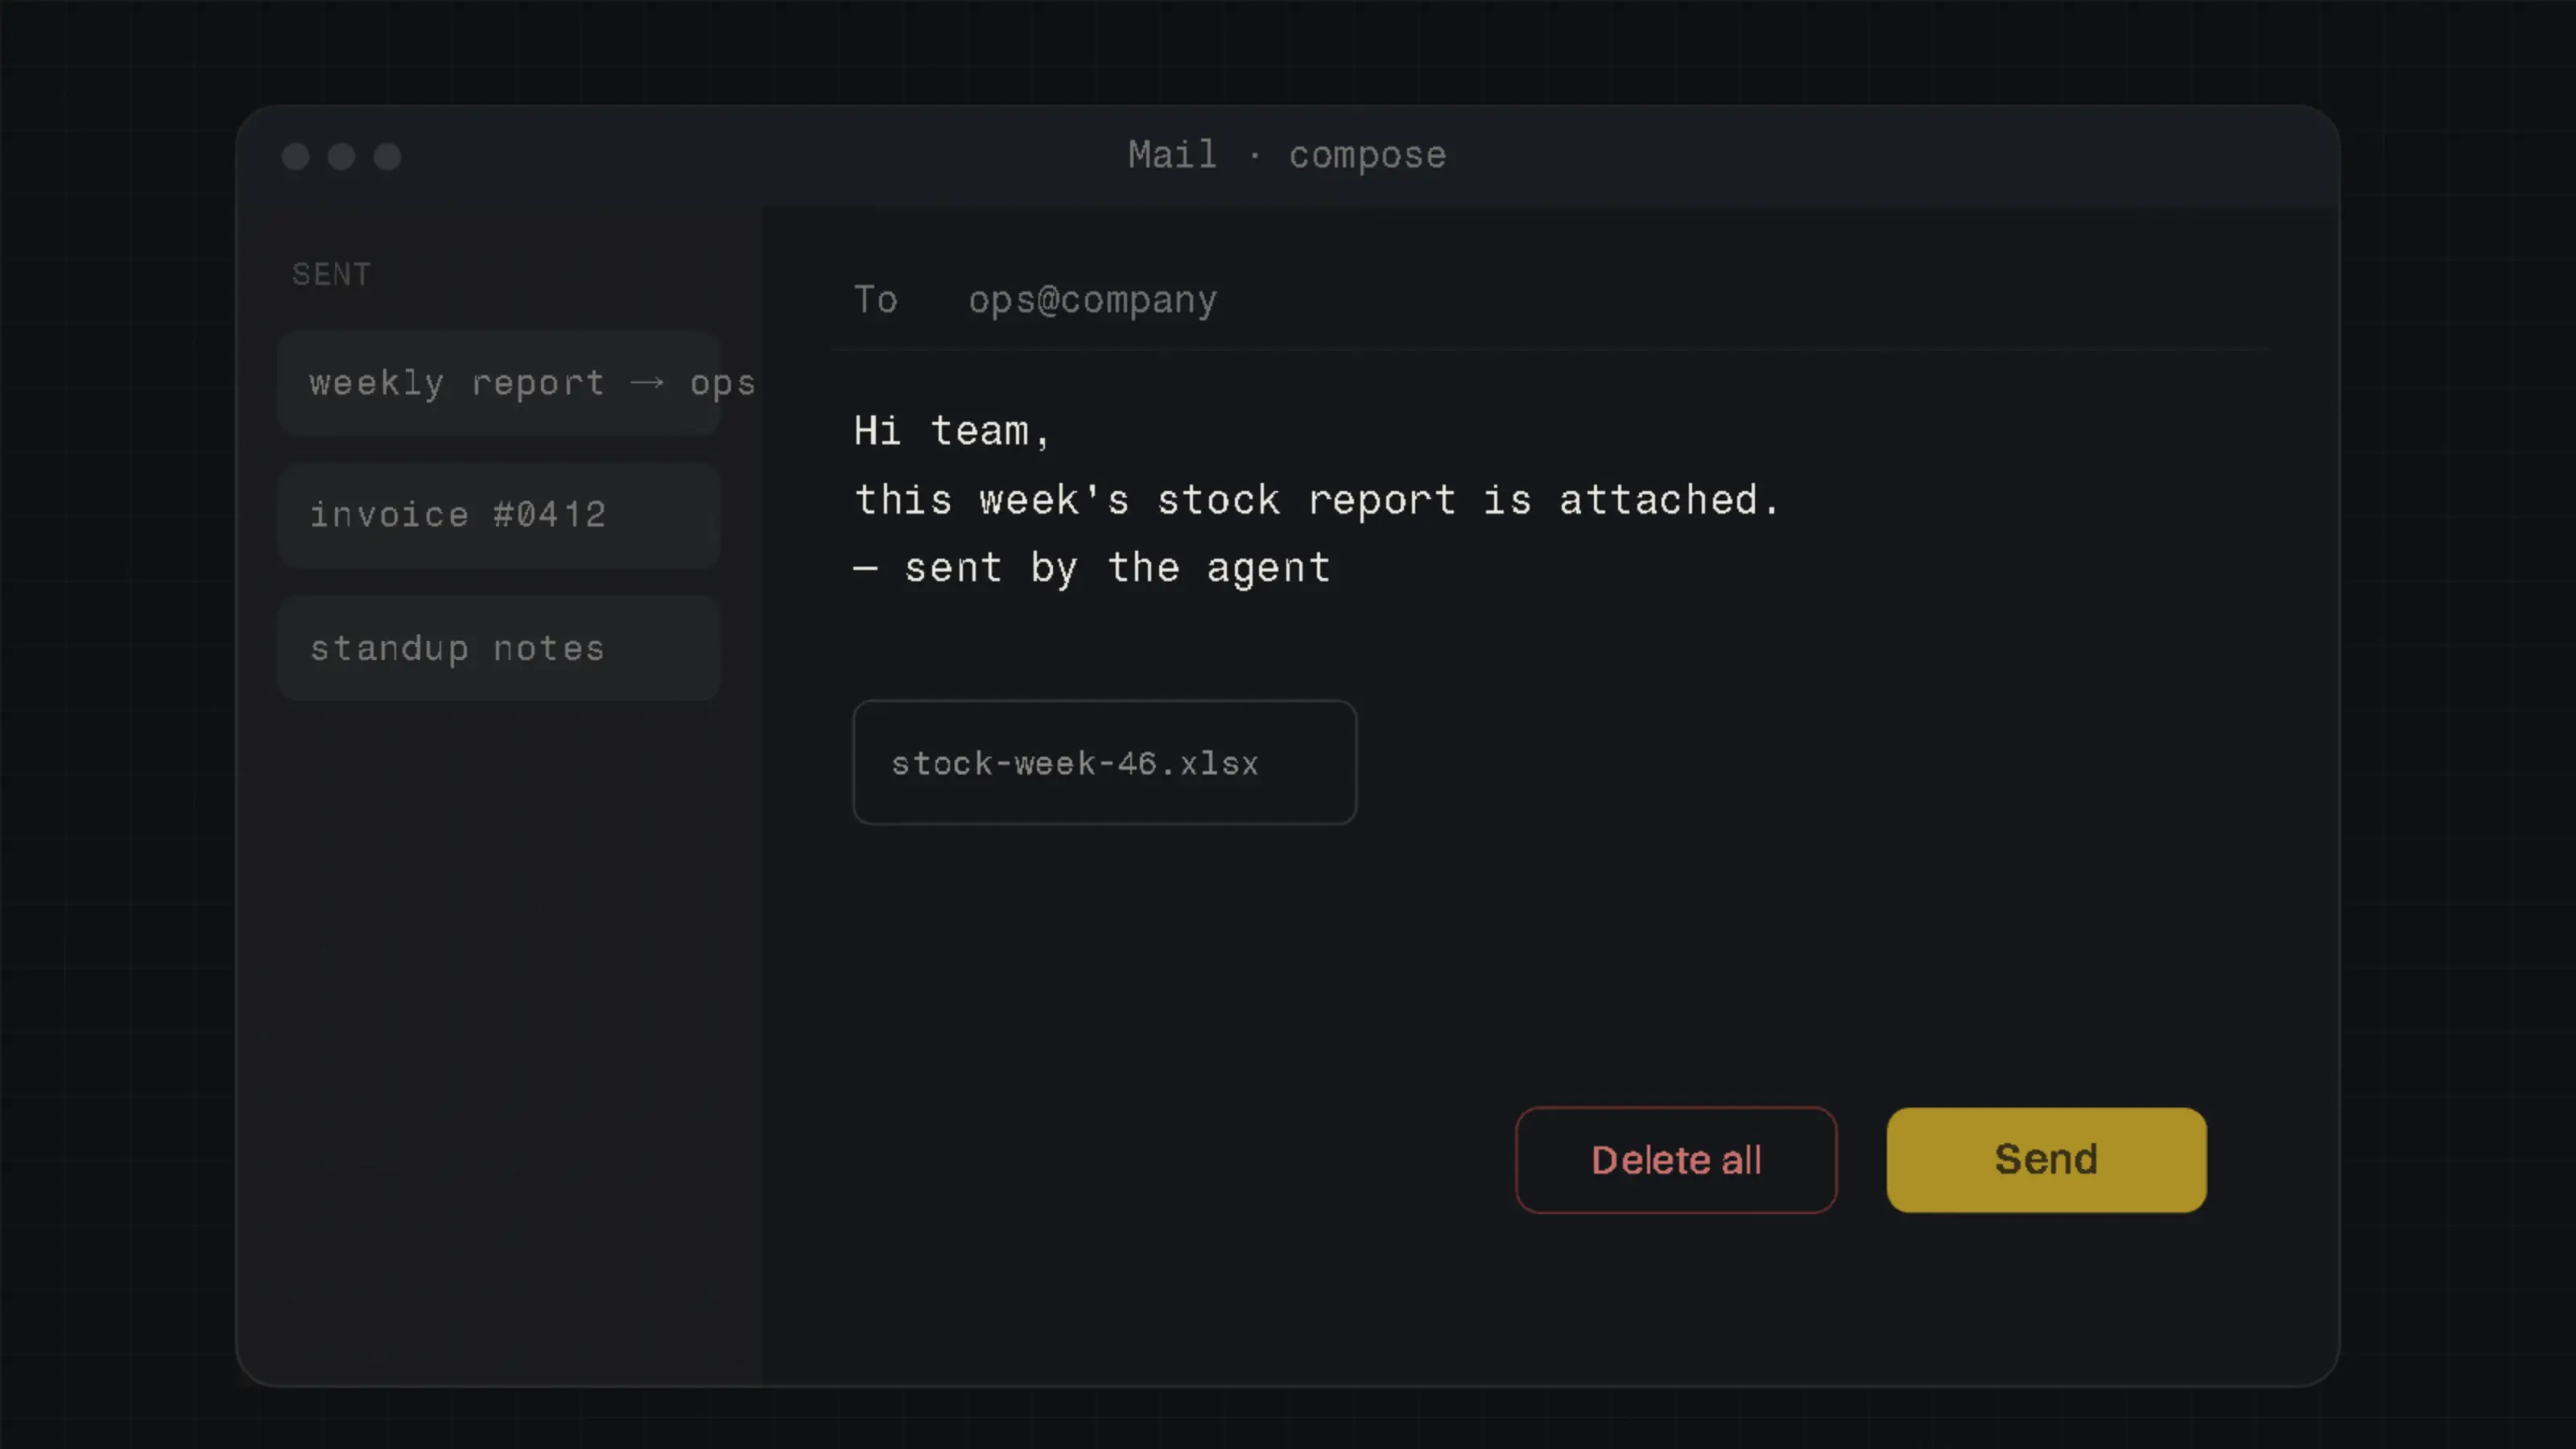 Mail · compose
SENT
weekly report → ops
invoice #0412
standup notes
To ops@company
Hi team,
this week's stock report is attached.
— sent by the agent
stock-week-46.xlsx
Delete all
Send